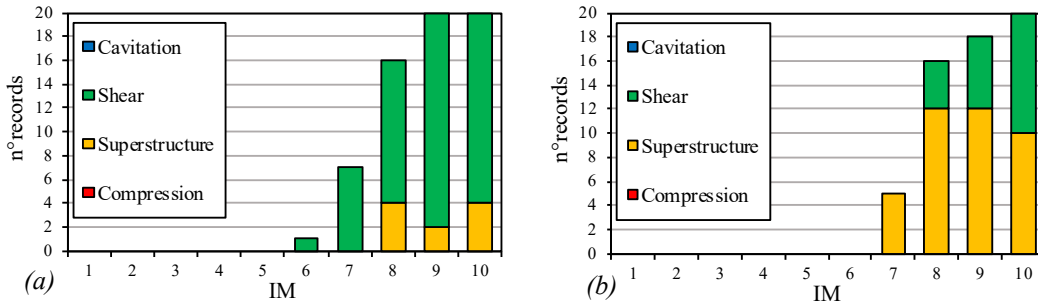 n°records
20
18
16
14
12
10
8
6
4
2
0
Cavitation
Shear
Superstructure
Compression
1 2 3 4 5 6 7 8 9 10
(a)
IM
n°records
20
18
16
14
12
10
8
6
4
2
0
Cavitation
Shear
Superstructure
Compression
1 2 3 4 5 6 7 8 9 10
(b)
IM